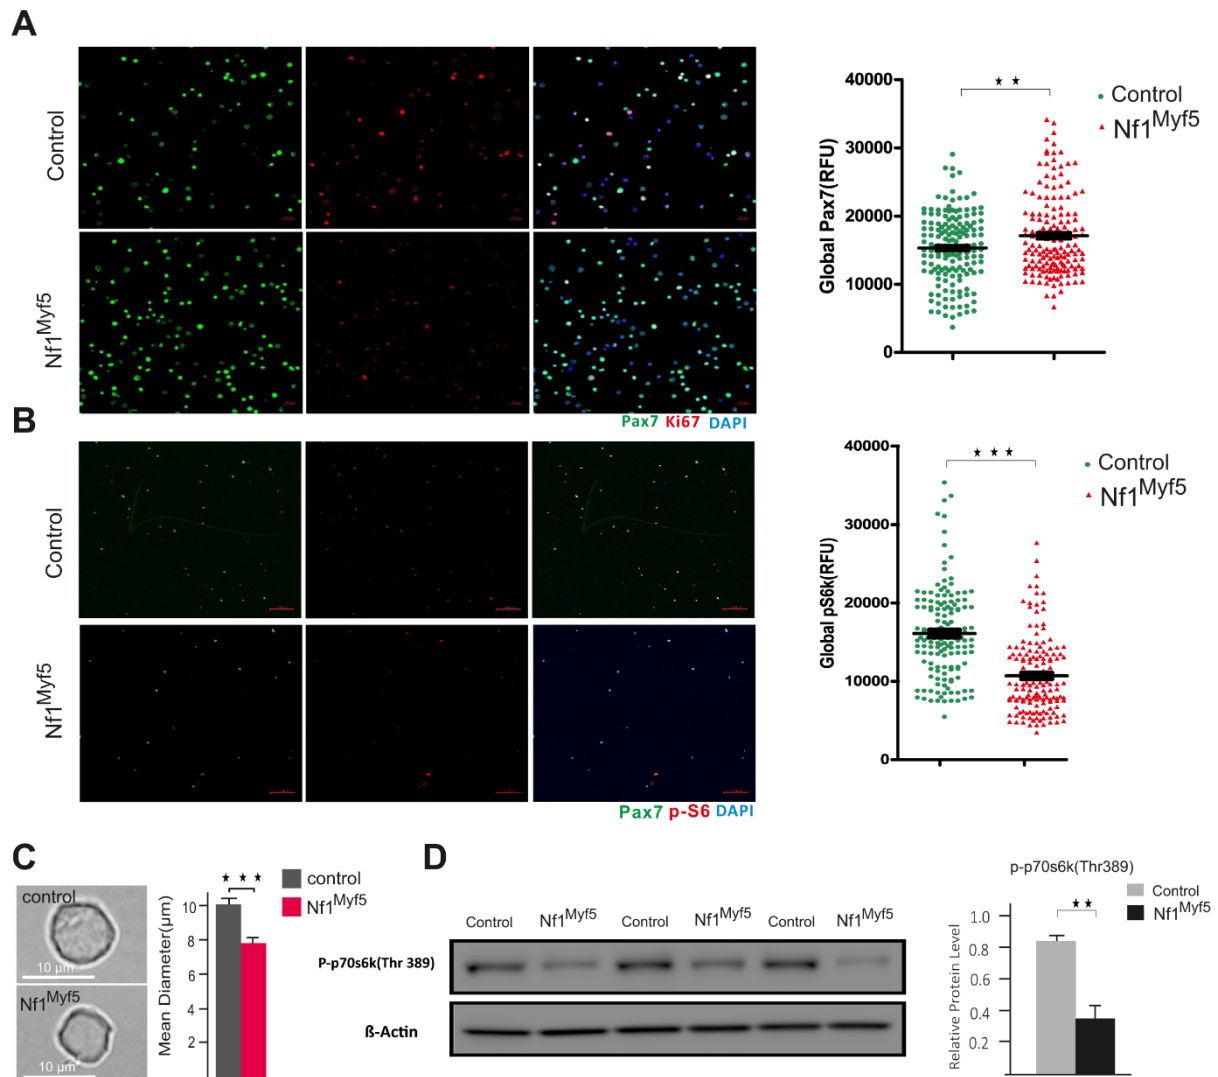 A
Control
Nf1Myf5
Pax7 Ki67 DAPI
40000
30000
20000
10000
0
Global Pax7(RFU)
★ ★
Control
Nf1Myf5
B
Control
Nf1Myf5
Pax7 p-S6 DAPI
40000
30000
20000
10000
0
Global pS6k(RFU)
★ ★ ★
Control
Nf1Myf5
C
control
10 µm
Nf1Myf5
10 µm
Mean Diameter(µm)
10
8
6
4
2
★ ★ ★
control
Nf1Myf5
D
Control Nf1Myf5 Control Nf1Myf5 Control Nf1Myf5
P-p70s6k(Thr 389)
ß-Actin
p-p70s6k(Thr389)
Relative Protein Level
1.0
0.8
0.6
0.4
0.2
★★
Control
Nf1Myf5